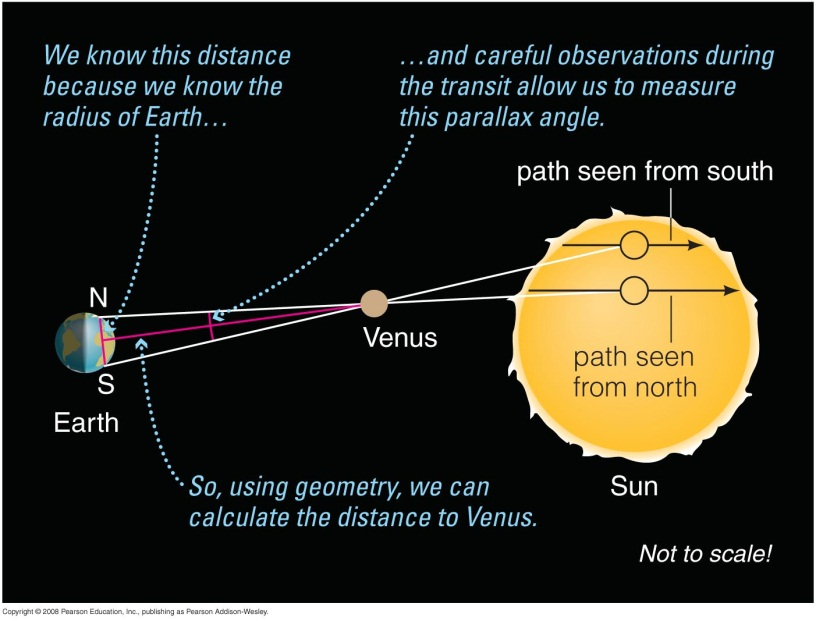 We know this distance
because we know the
radius of Earth…
…and careful observations during
the transit allow us to measure
this parallax angle.
path seen from south
N
Venus
path seen
from north
S
Earth
So, using geometry, we can
calculate the distance to Venus.
Sun
Not to scale!
Copyright © 2008 Pearson Education, Inc., publishing as Pearson Addison-Wesley.